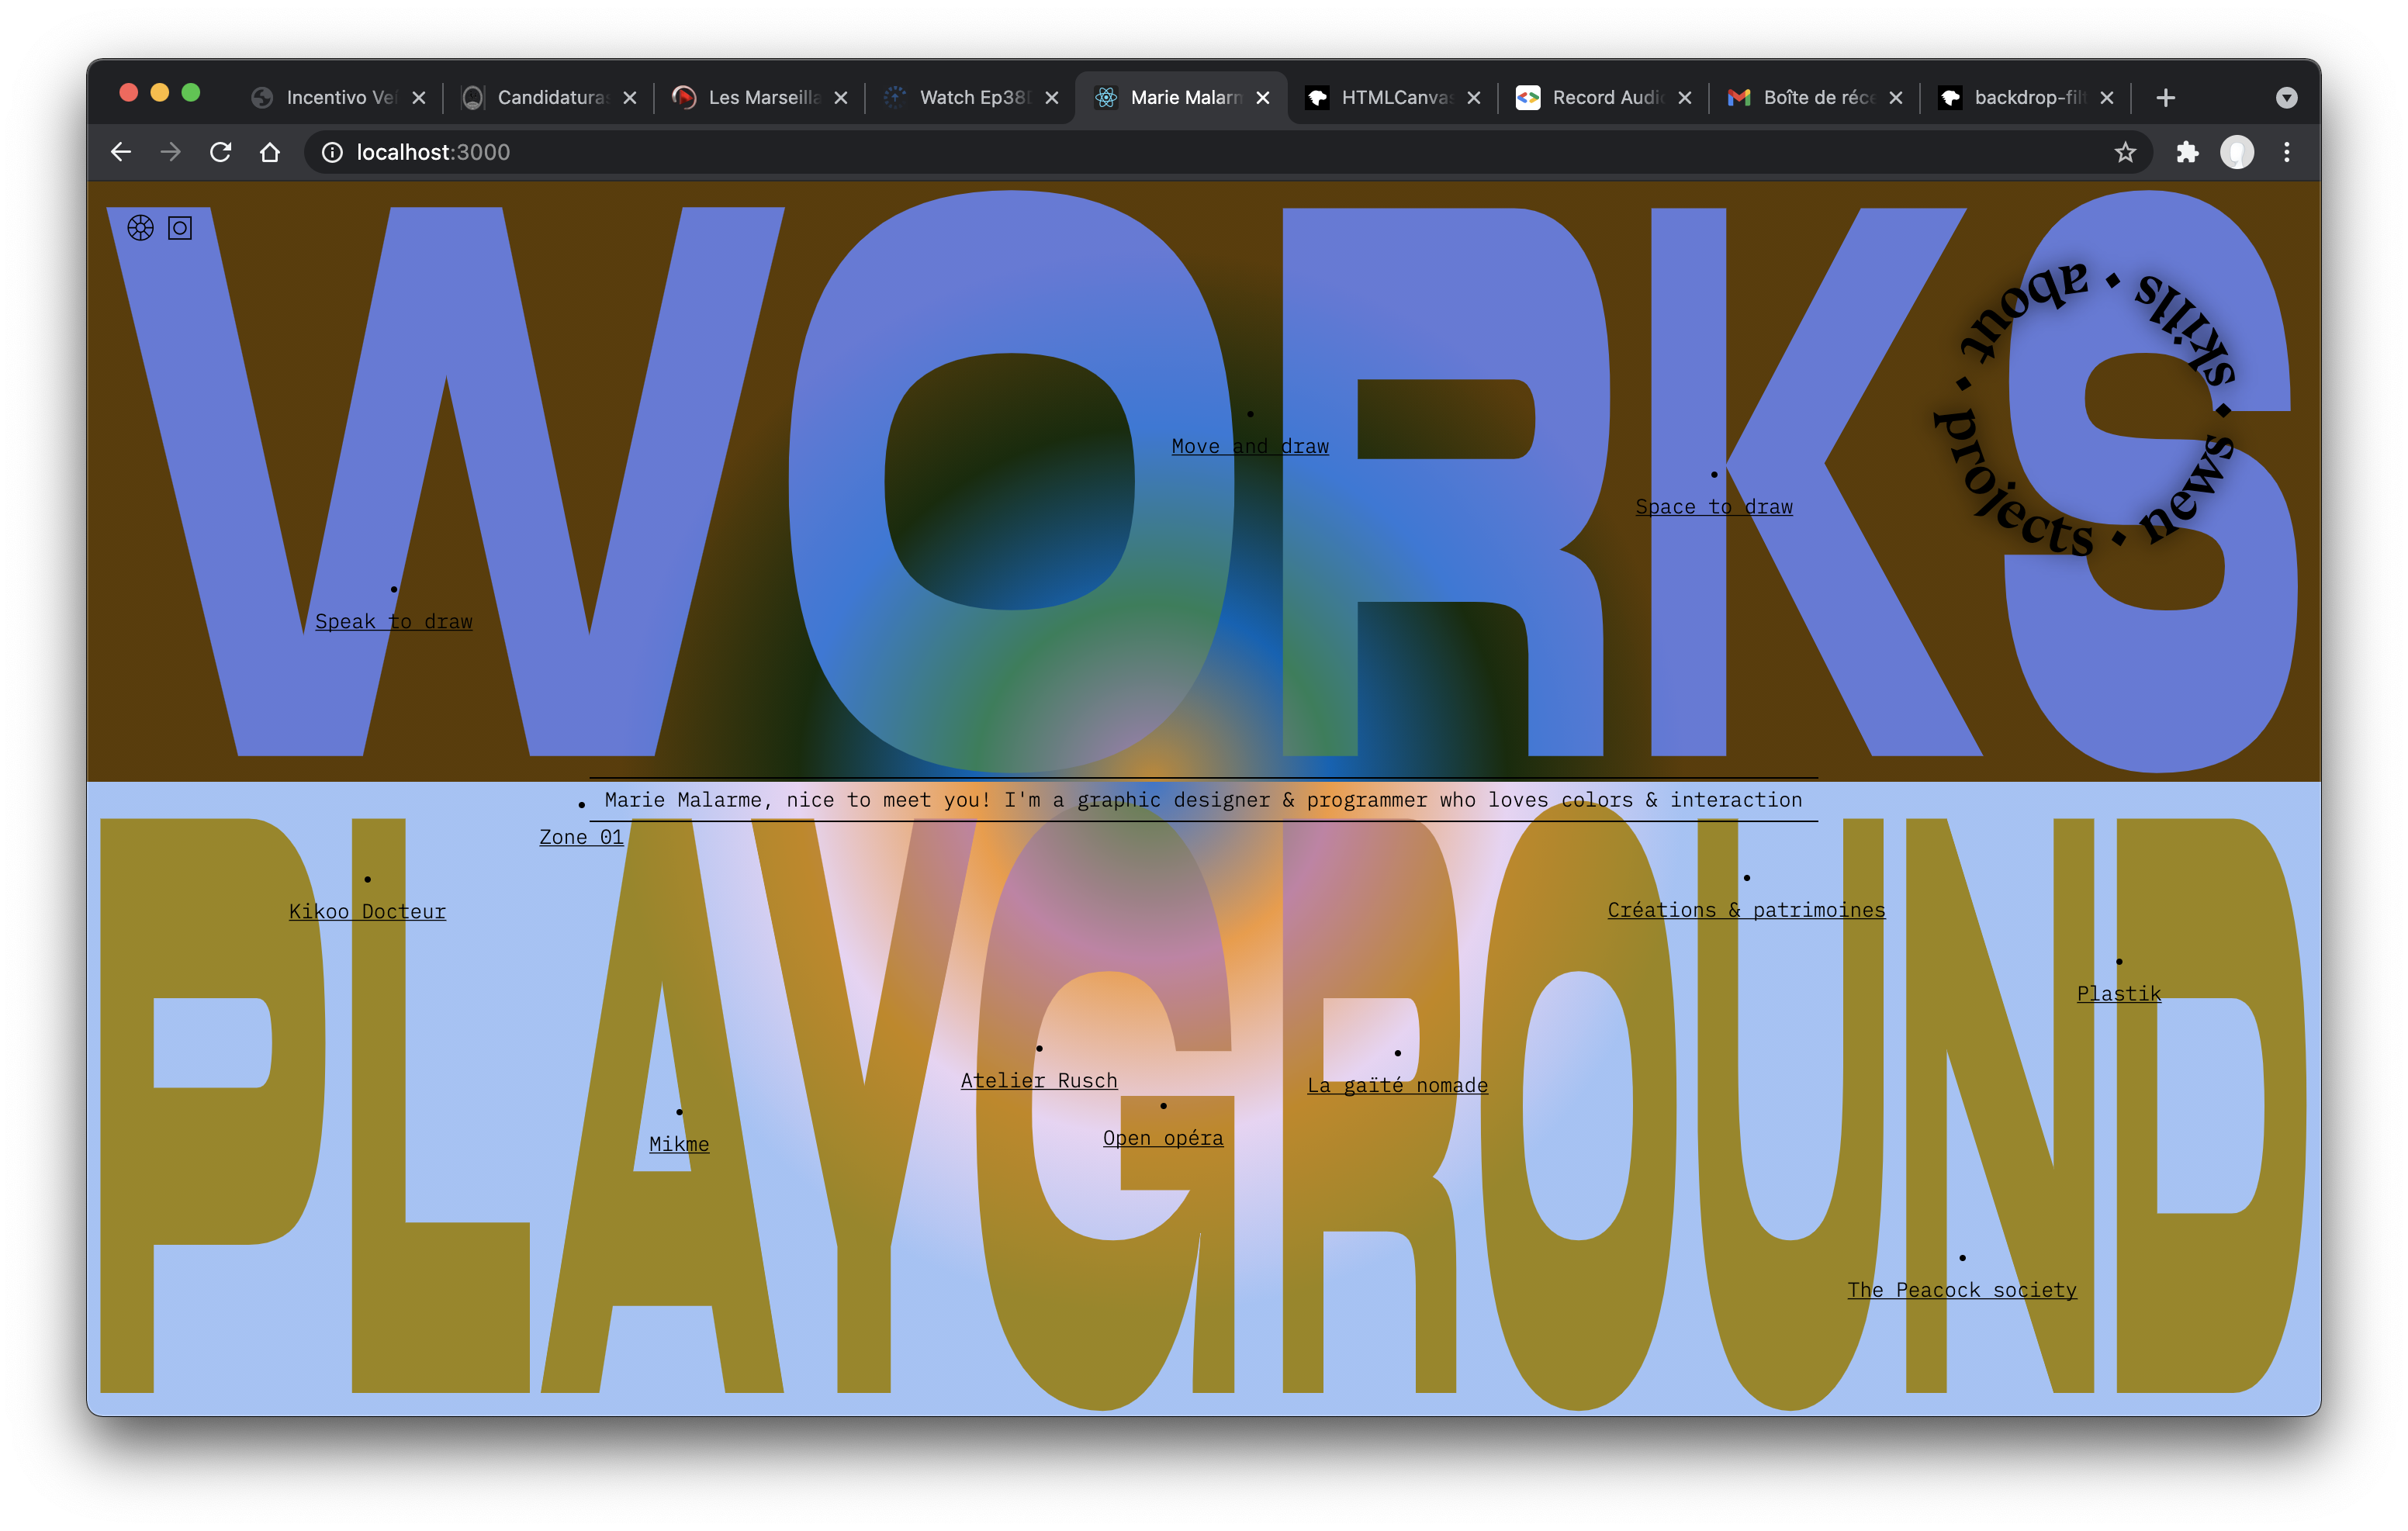 Incentivo Ve
Candidatura
Les Marseilla
Watch Ep38
Marie Malarm
HTMLCanva
Record Audi
Boîte de réce
backdrop-fil
localhost:3000
WORKS
about · skills · news · projects ·
Move and draw
Space to draw
Speak to draw
Marie Malarme, nice to meet you! I'm a graphic designer & programmer who loves colors & interaction
Zone 01
PLAYGROUND
Kikoo Docteur
Créations & patrimoines
Plastik
Atelier Rusch
La gaïté nomade
Open opéra
Mikme
The Peacock society